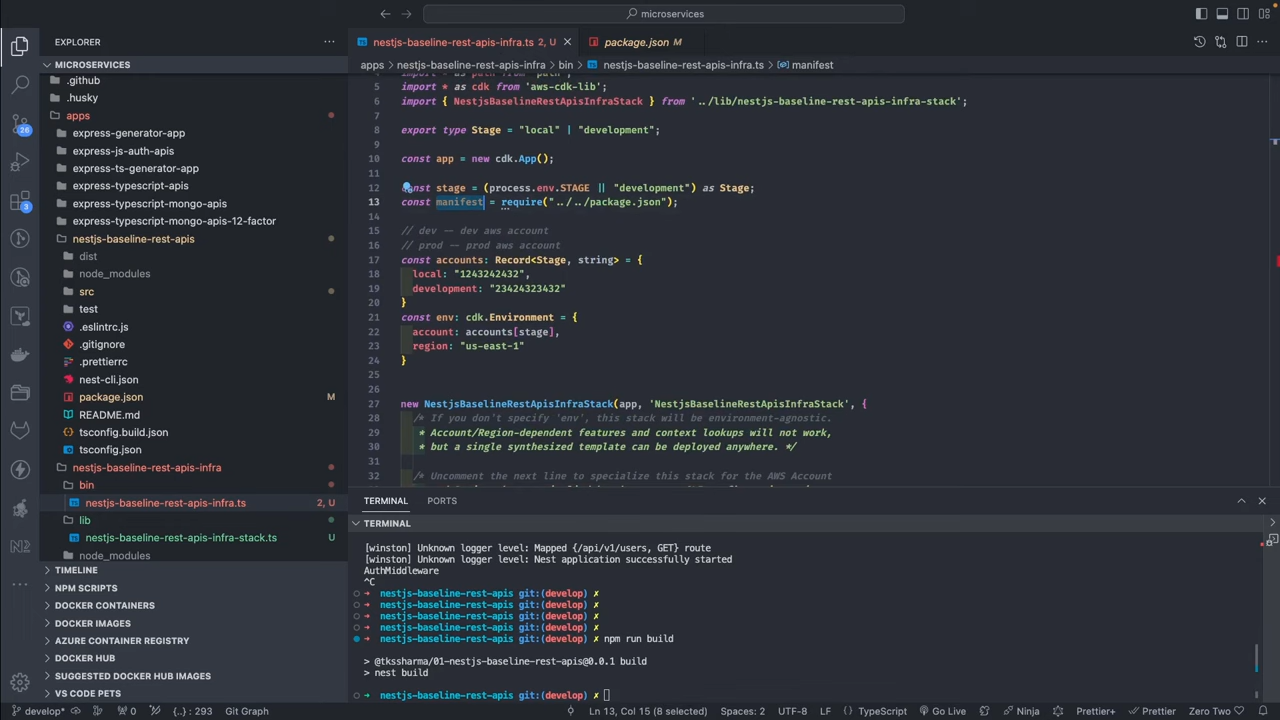 microservices
EXPLORER
MICROSERVICES
.github
.husky
apps
express-generator-app
express-js-auth-apis
express-ts-generator-app
express-typescript-apis
express-typescript-mongo-apis
express-typescript-mongo-apis-12-factor
nestjs-baseline-rest-apis
dist
node_modules
src
test
.eslintrc.js
.gitignore
.prettierrc
nest-cli.json
package.json M
README.md
tsconfig.build.json
tsconfig.json
nestjs-baseline-rest-apis-infra
bin
nestjs-baseline-rest-apis-infra.ts 2, U
lib
nestjs-baseline-rest-apis-infra-stack.ts U
node_modules
TIMELINE
NPM SCRIPTS
DOCKER CONTAINERS
DOCKER IMAGES
AZURE CONTAINER REGISTRY
DOCKER HUB
SUGGESTED DOCKER HUB IMAGES
VS CODE PETS
26
3
nestjs-baseline-rest-apis-infra.ts 2, U
package.json M
apps > nestjs-baseline-rest-apis-infra > bin > nestjs-baseline-rest-apis-infra.ts > manifest
4 import * as path from 'path';
5 import * as cdk from 'aws-cdk-lib';
6 import { NestjsBaselineRestApisInfraStack } from '../lib/nestjs-baseline-rest-apis-infra-stack';
7
8 export type Stage = "local" | "development";
9
10 const app = new cdk.App();
11
12 const stage = (process.env.STAGE || "development") as Stage;
13 const manifest = require("../../package.json");
14
15 // dev -- dev aws account
16 // prod -- prod aws account
17 const accounts: Record<Stage, string> = {
18 local: "1243242432",
19 development: "23424323432"
20 }
21 const env: cdk.Environment = {
22 account: accounts[stage],
23 region: "us-east-1"
24 }
25
26
27 new NestjsBaselineRestApisInfraStack(app, 'NestjsBaselineRestApisInfraStack', {
28 /* If you don't specify 'env', this stack will be environment-agnostic.
29 * Account/Region-dependent features and context lookups will not work,
30 * but a single synthesized template can be deployed anywhere. */
31
32 /* Uncomment the next line to specialize this stack for the AWS Account
TERMINAL PORTS
TERMINAL
[winston] Unknown logger level: Mapped {/api/v1/users, GET} route
[winston] Unknown logger level: Nest application successfully started
AuthMiddleware
^C
➜ nestjs-baseline-rest-apis git:(develop) ✗
➜ nestjs-baseline-rest-apis git:(develop) ✗
➜ nestjs-baseline-rest-apis git:(develop) ✗
➜ nestjs-baseline-rest-apis git:(develop) ✗
➜ nestjs-baseline-rest-apis git:(develop) ✗ npm run build
> @tkssharma/01-nestjs-baseline-rest-apis@0.0.1 build
> nest build
➜ nestjs-baseline-rest-apis git:(develop) ✗
develop* 0 {..}: 293 Git Graph Ln 13, Col 15 (8 selected) Spaces: 2 UTF-8 LF TypeScript Go Live Ninja Prettier+ Prettier Zero Two